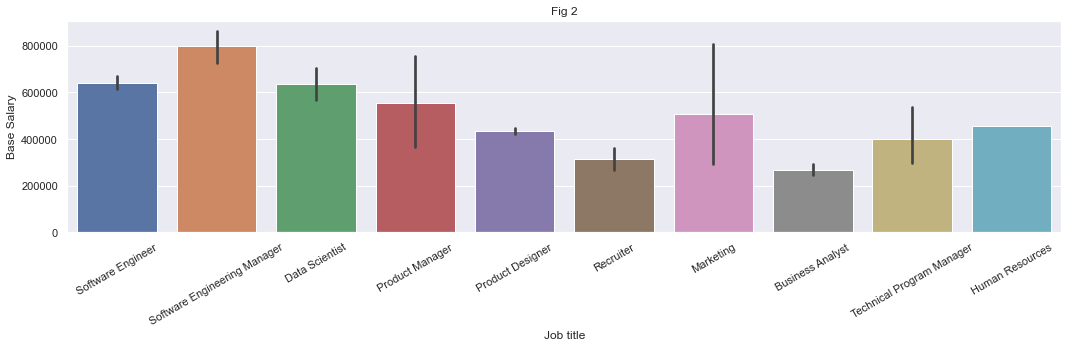 Fig 2
Base Salary
800000
600000
400000
200000
0
Software Engineer
Software Engineering Manager
Data Scientist
Product Manager
Product Designer
Recruiter
Marketing
Business Analyst
Technical Program Manager
Human Resources
Job title